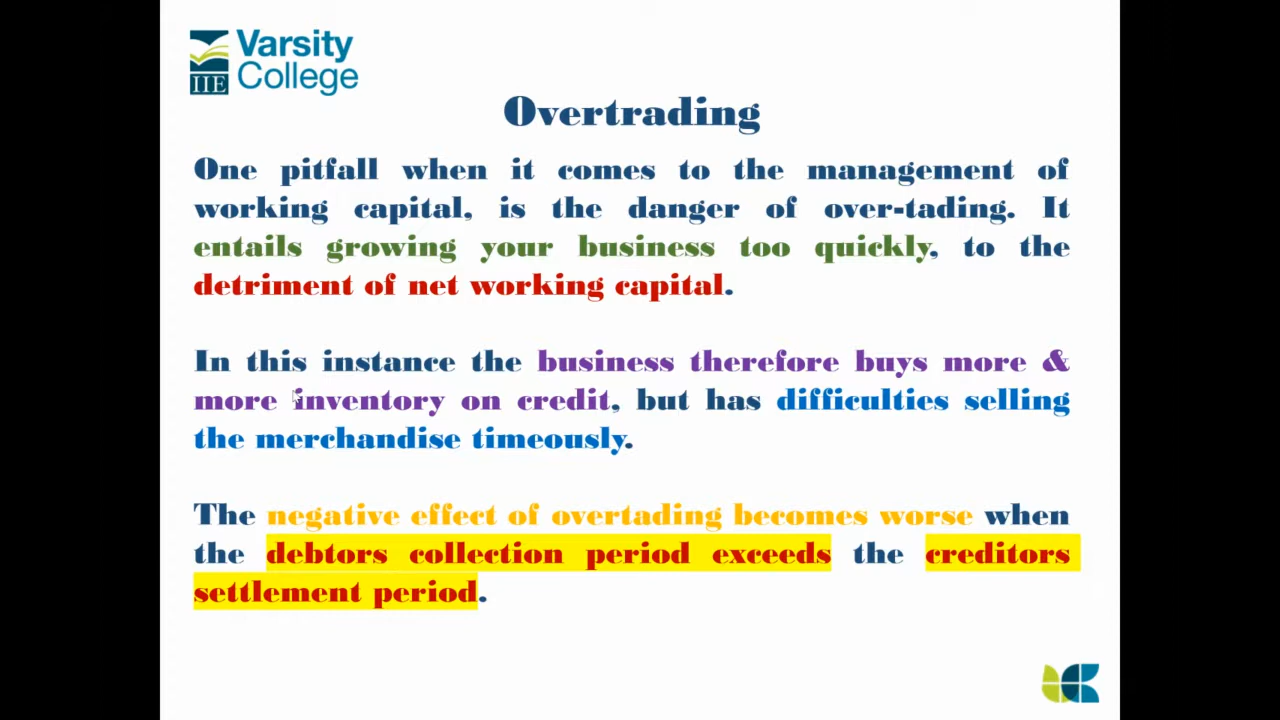 Varsity
College
IIE
Overtrading
One pitfall when it comes to the management of
working capital, is the danger of over-tading. It
entails growing your business too quickly, to the
detriment of net working capital.
In this instance the business therefore buys more &
more inventory on credit, but has difficulties selling
the merchandise timeously.
The negative effect of overtading becomes worse when
the debtors collection period exceeds the creditors
settlement period.